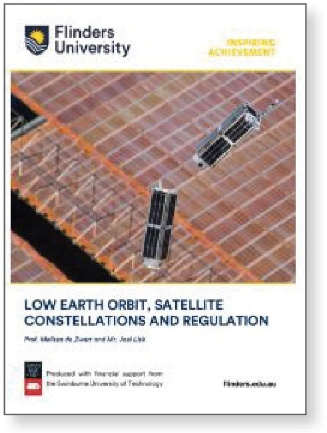 Flinders
University
INSPIRING
ACHIEVEMENT
LOW EARTH ORBIT, SATELLITE
CONSTELLATIONS AND REGULATION
Prof. Melissa de Zwart and Mr. Joel Lisk
Produced with financial support from
the Swinburne University of Technology
flinders.edu.au